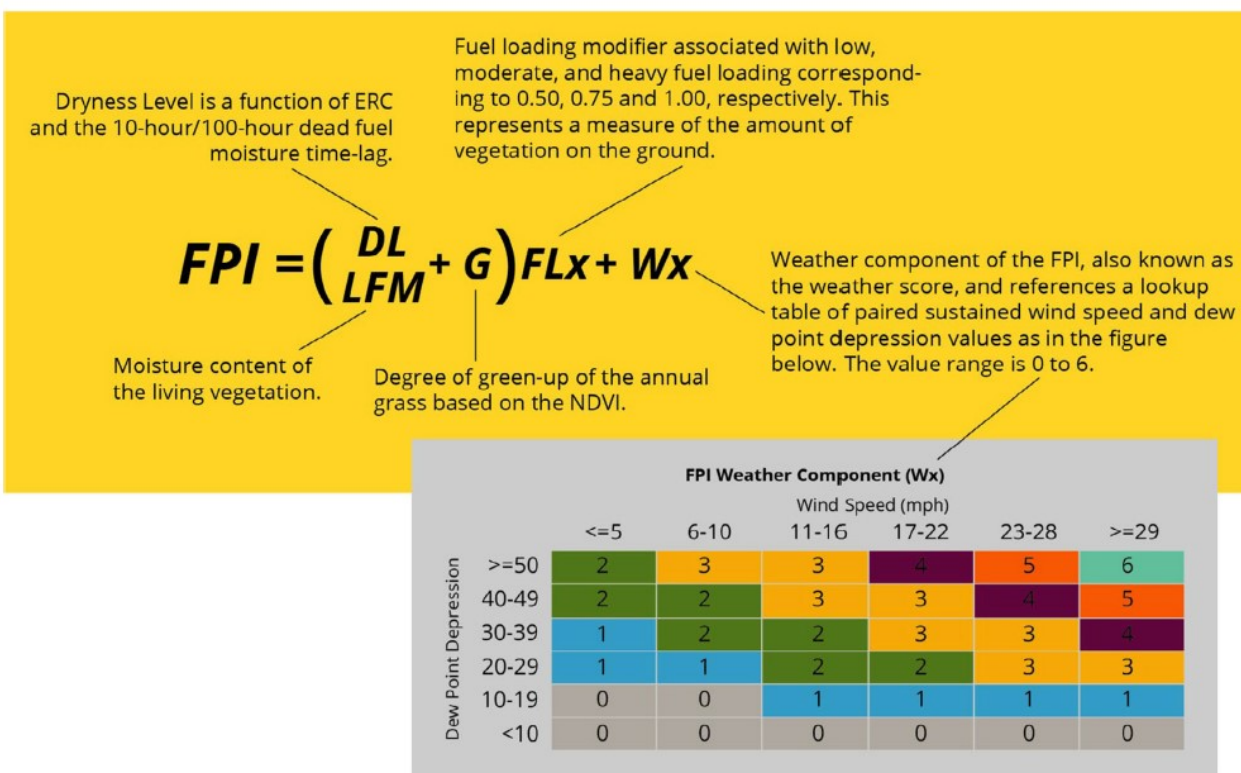 Fuel loading modifier associated with low,
moderate, and heavy fuel loading correspond-
ing to 0.50, 0.75 and 1.00, respectively. This
represents a measure of the amount of
vegetation on the ground.
Dryness Level is a function of ERC
and the 10-hour/100-hour dead fuel
moisture time-lag.
FPI = ( DL
LFM + G ) FLx + Wx
Weather component of the FPI, also known as
the weather score, and references a lookup
table of paired sustained wind speed and dew
point depression values as in the figure
below. The value range is 0 to 6.
Moisture content of
the living vegetation.
Degree of green-up of the annual
grass based on the NDVI.
FPI Weather Component (Wx)
Wind Speed (mph)
<=5 6-10 11-16 17-22 23-28 >=29
Dew Point Depression
>=50 2 3 3 4 5 6
40-49 2 2 3 3 4 5
30-39 1 2 2 3 3 4
20-29 1 1 2 2 3 3
10-19 0 0 1 1 1 1
<10 0 0 0 0 0 0